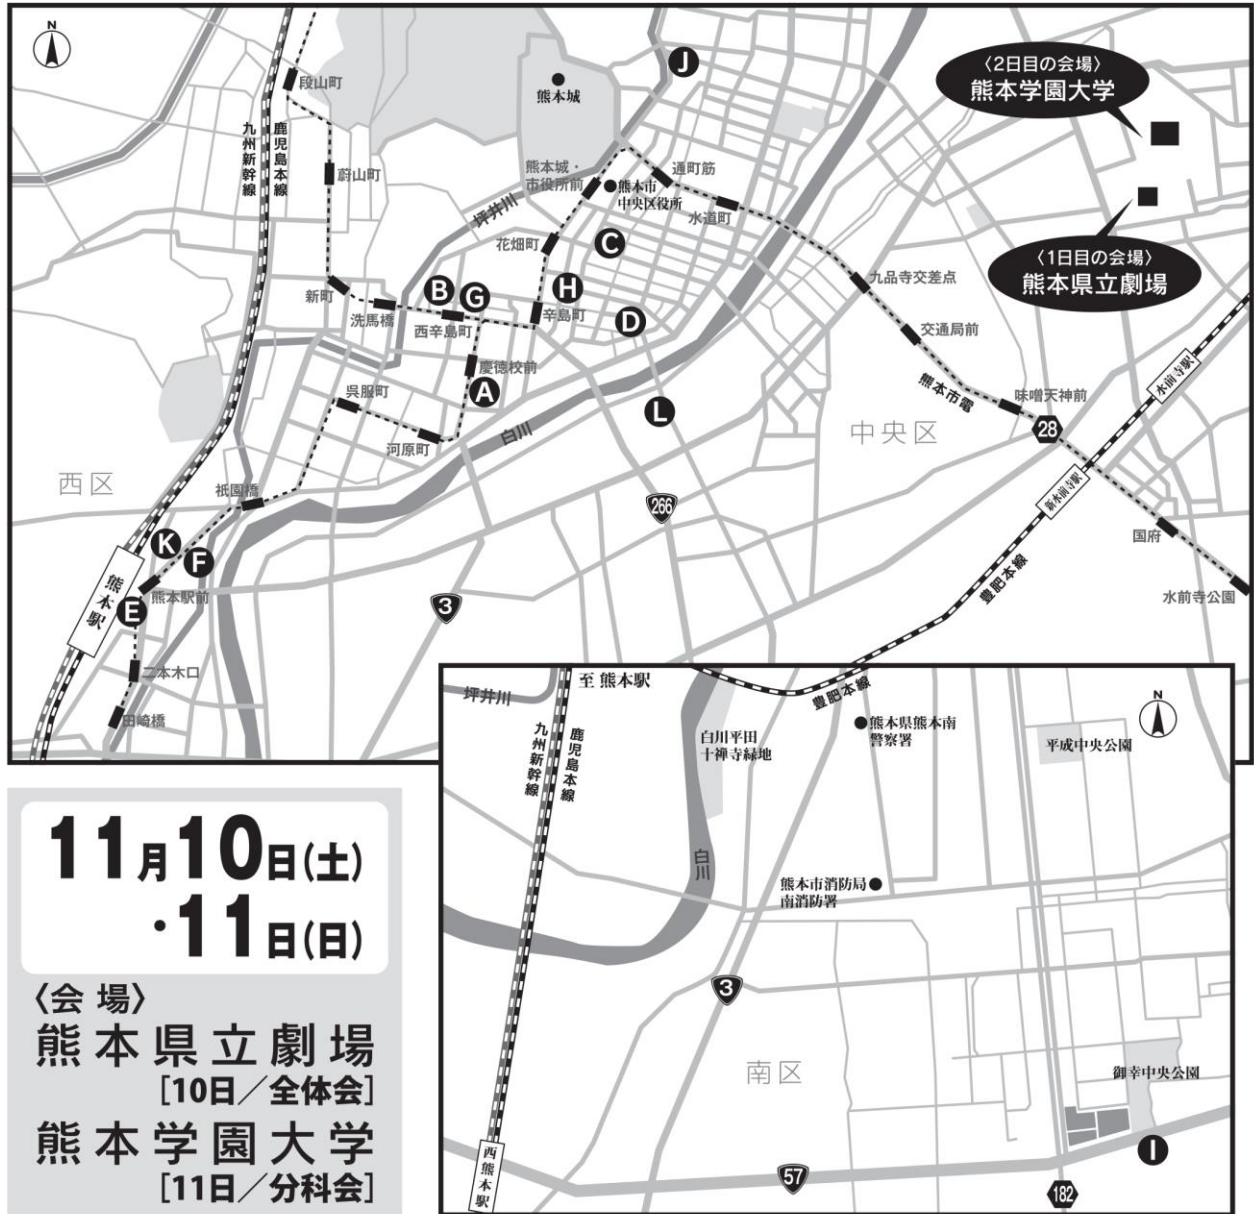 N
段山町
熊本城
J
〈2日目の会場〉
熊本学園大学
九州新幹線
鹿児島本線
蔚山町
熊本城・
市役所前
通町筋
熊本市
中央区役所
水道町
坪井川
花畑町
C
〈1日目の会場〉
熊本県立劇場
九品寺交差点
新町
B
G
H
洗馬橋
西辛島町
辛島町
D
交通局前
慶徳校前
水前寺駅
呉服町
A
熊本市電
味噌天神前
L
28
河原町
白川
中央区
西区
祇園橋
266
新水前寺駅
国府
K
F
熊本駅
熊本駅前
E
3
豊肥本線
水前寺公園
二本木口
田崎橋
坪井川
至 熊本駅
豊肥本線
N
九州新幹線
鹿児島本線
白川平田
十禅寺緑地
熊本県熊本南
警察署
平成中央公園
白川
熊本市消防局
南消防署
3
南区
御幸中央公園
I
西熊本駅
57
182
11月10日(土)
・11日(日)
〈会 場〉
熊本県立劇場
[10日／全体会]
熊本学園大学
[11日／分科会]